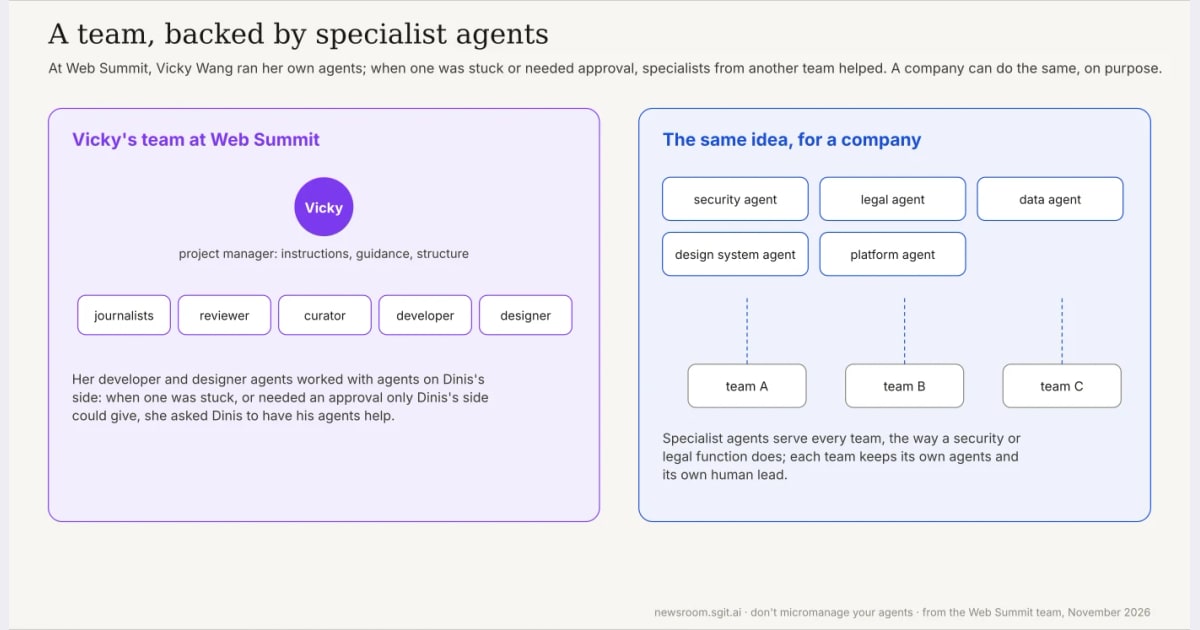 A team, backed by specialist agents
At Web Summit, Vicky Wang ran her own agents; when one was stuck or needed approval, specialists from another team helped. A company can do the same, on purpose.
Vicky's team at Web Summit
Vicky
project manager: instructions, guidance, structure
journalists
reviewer
curator
developer
designer
Her developer and designer agents worked with agents on Dinis's
side: when one was stuck, or needed an approval only Dinis's side
could give, she asked Dinis to have his agents help.
The same idea, for a company
security agent
legal agent
data agent
design system agent
platform agent
team A
team B
team C
Specialist agents serve every team, the way a security or
legal function does; each team keeps its own agents and
its own human lead.
newsroom.sgit.ai · don't micromanage your agents · from the Web Summit team, November 2026